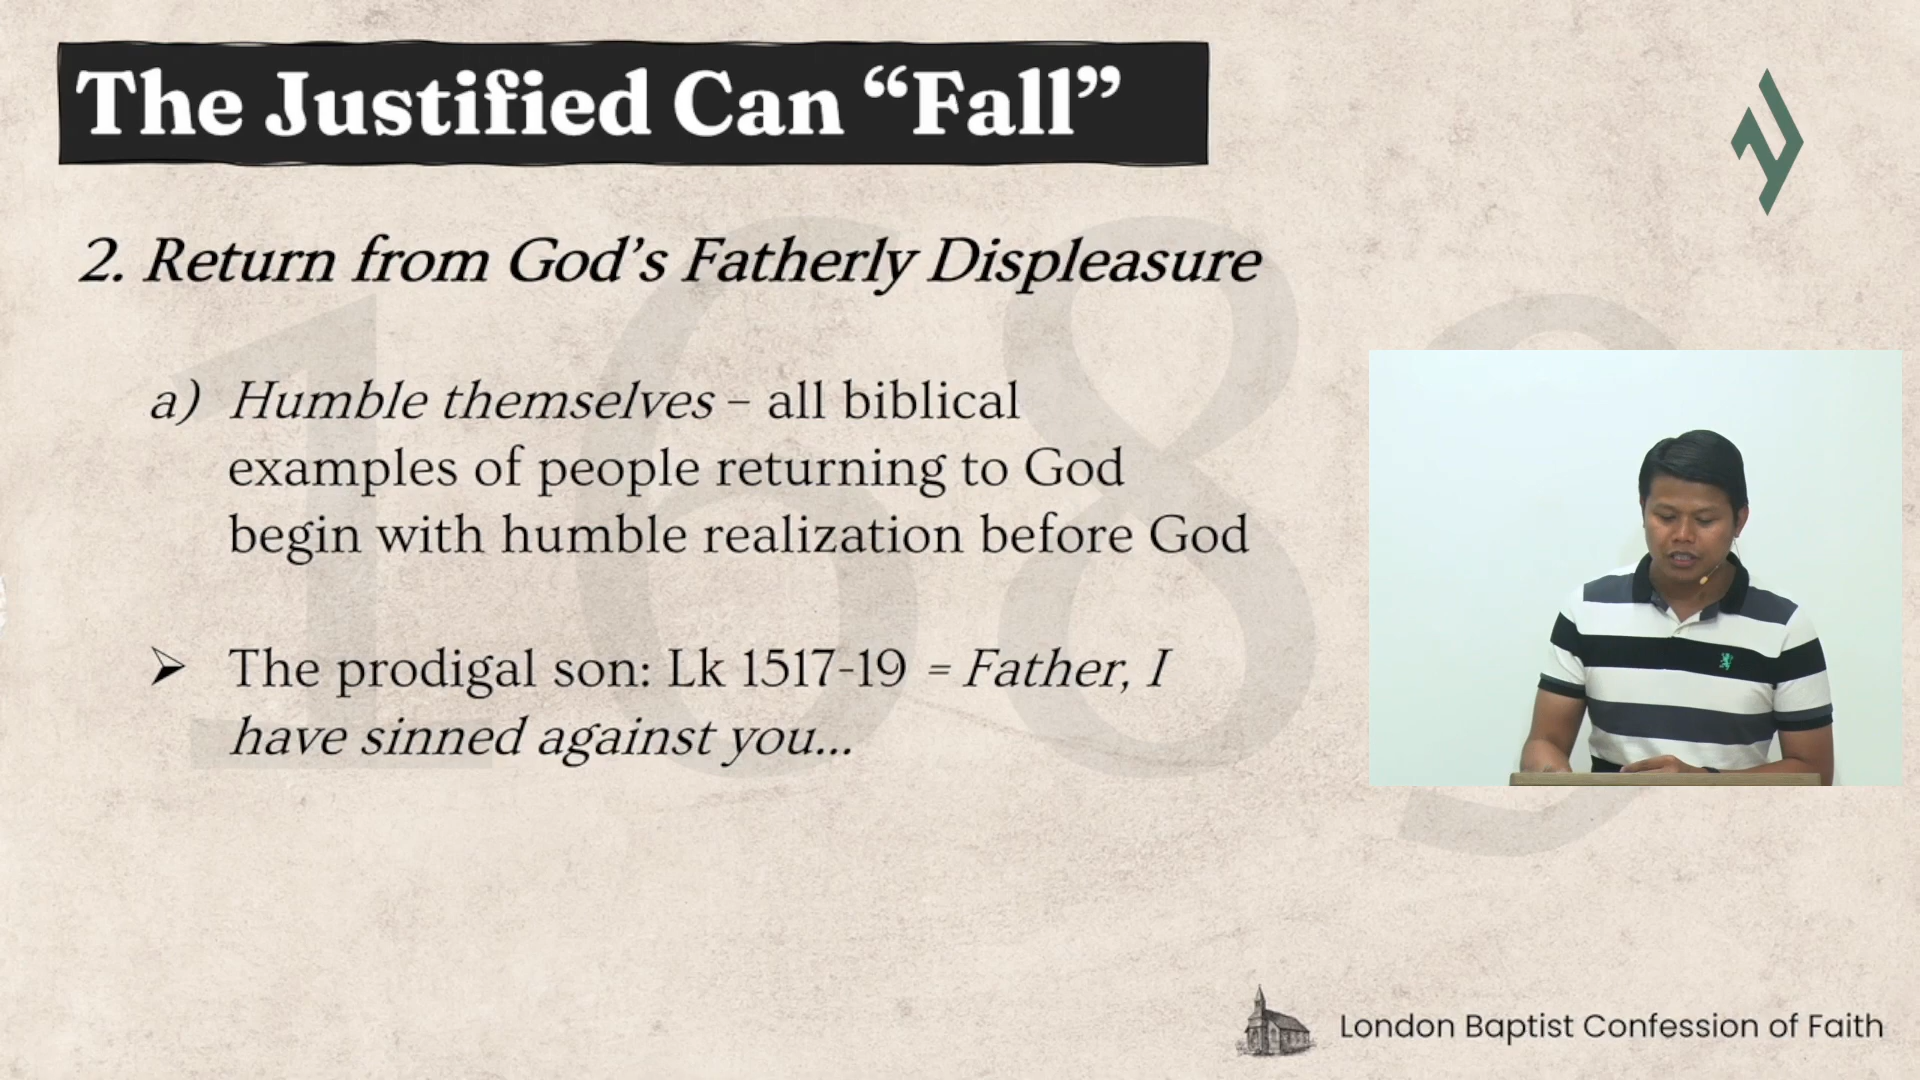 The Justified Can “Fall”
2. Return from God’s Fatherly Displeasure
a) Humble themselves – all biblical
examples of people returning to God
begin with humble realization before God
➢ The prodigal son: Lk 1517-19 = Father, I
have sinned against you...
1689
London Baptist Confession of Faith